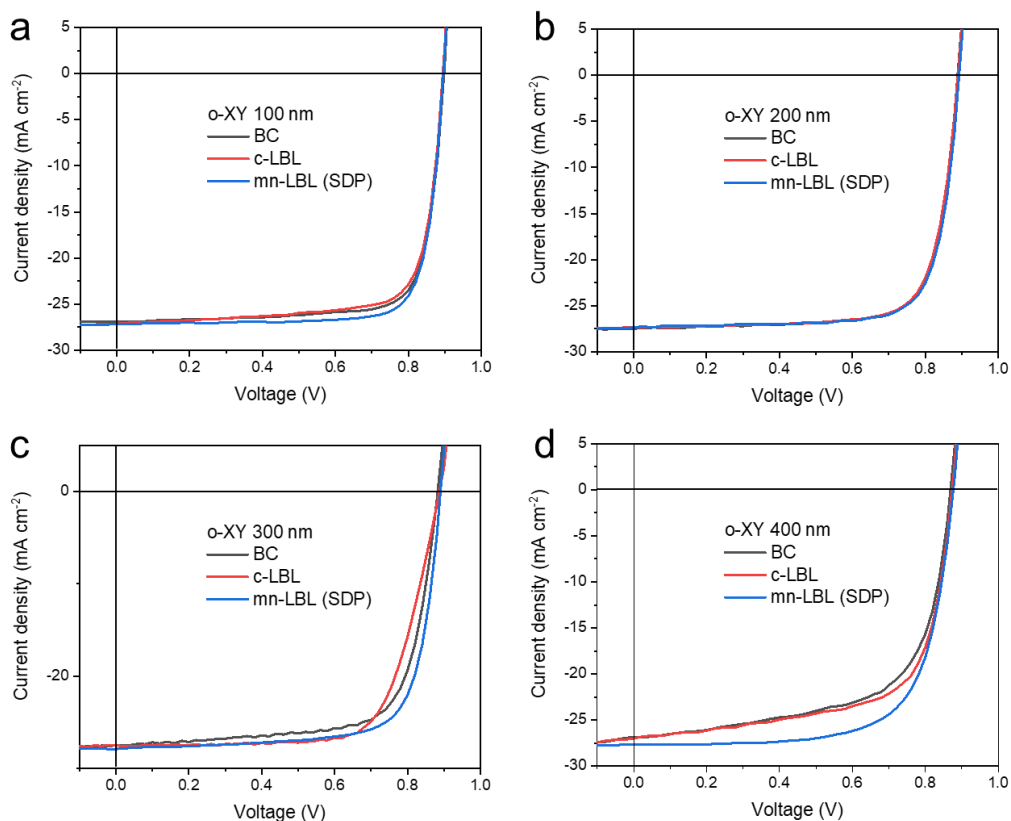 a
5
0
-5
-10
-15
-20
-25
-30
Current density (mA cm-2)
o-XY 100 nm
BC
c-LBL
mn-LBL (SDP)
0.0 0.2 0.4 0.6 0.8 1.0
Voltage (V)
b
5
0
-5
-10
-15
-20
-25
-30
Current density (mA cm-2)
o-XY 200 nm
BC
c-LBL
mn-LBL (SDP)
0.0 0.2 0.4 0.6 0.8 1.0
Voltage (V)
c
0
-20
Current density (mA cm-2)
o-XY 300 nm
BC
c-LBL
mn-LBL (SDP)
0.0 0.2 0.4 0.6 0.8 1.0
Voltage (V)
d
5
0
-5
-10
-15
-20
-25
-30
Current density (mA cm-2)
o-XY 400 nm
BC
c-LBL
mn-LBL (SDP)
0.0 0.2 0.4 0.6 0.8 1.0
Voltage (V)